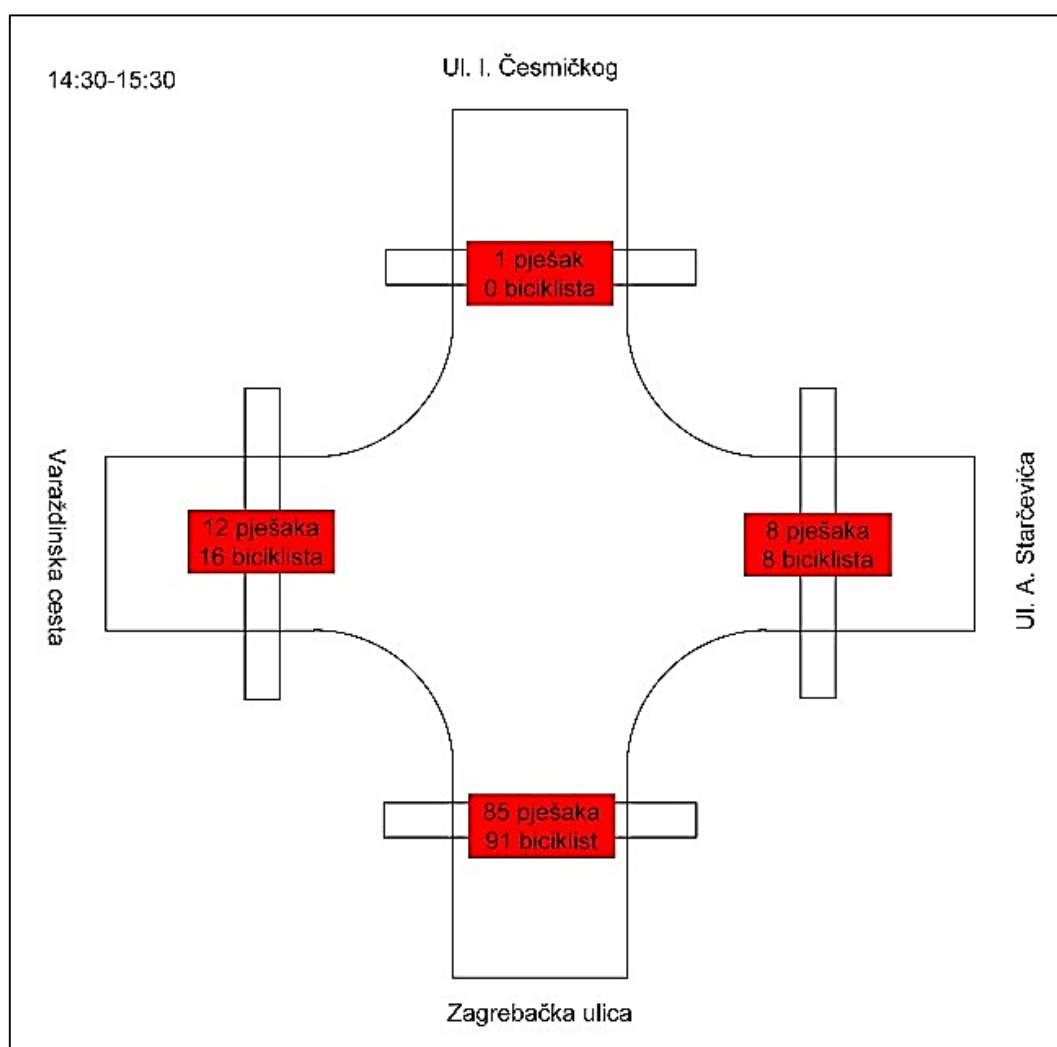 14:30-15:30
Ul. I. Česmičkog
1 pješak
0 biciklista
Varaždinska cesta
12 pješaka
16 biciklista
8 pješaka
8 biciklista
Ul. A. Starčevića
85 pješaka
91 biciklist
Zagrebačka ulica